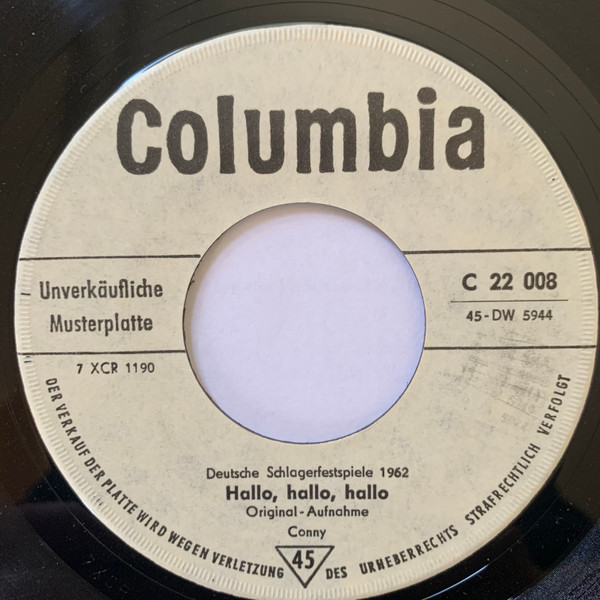 Columbia
Unverkäufliche
Musterplatte
C 22 008
45-DW 5944
7 XCR 1190
Deutsche Schlagerfestspiele 1962
Hallo, hallo, hallo
Original-Aufnahme
Conny
45
DER VERKAUF DER PLATTE WIRD WEGEN VERLETZUNG DES URHEBERRECHTS STRAFRECHTLICH VERFOLGT